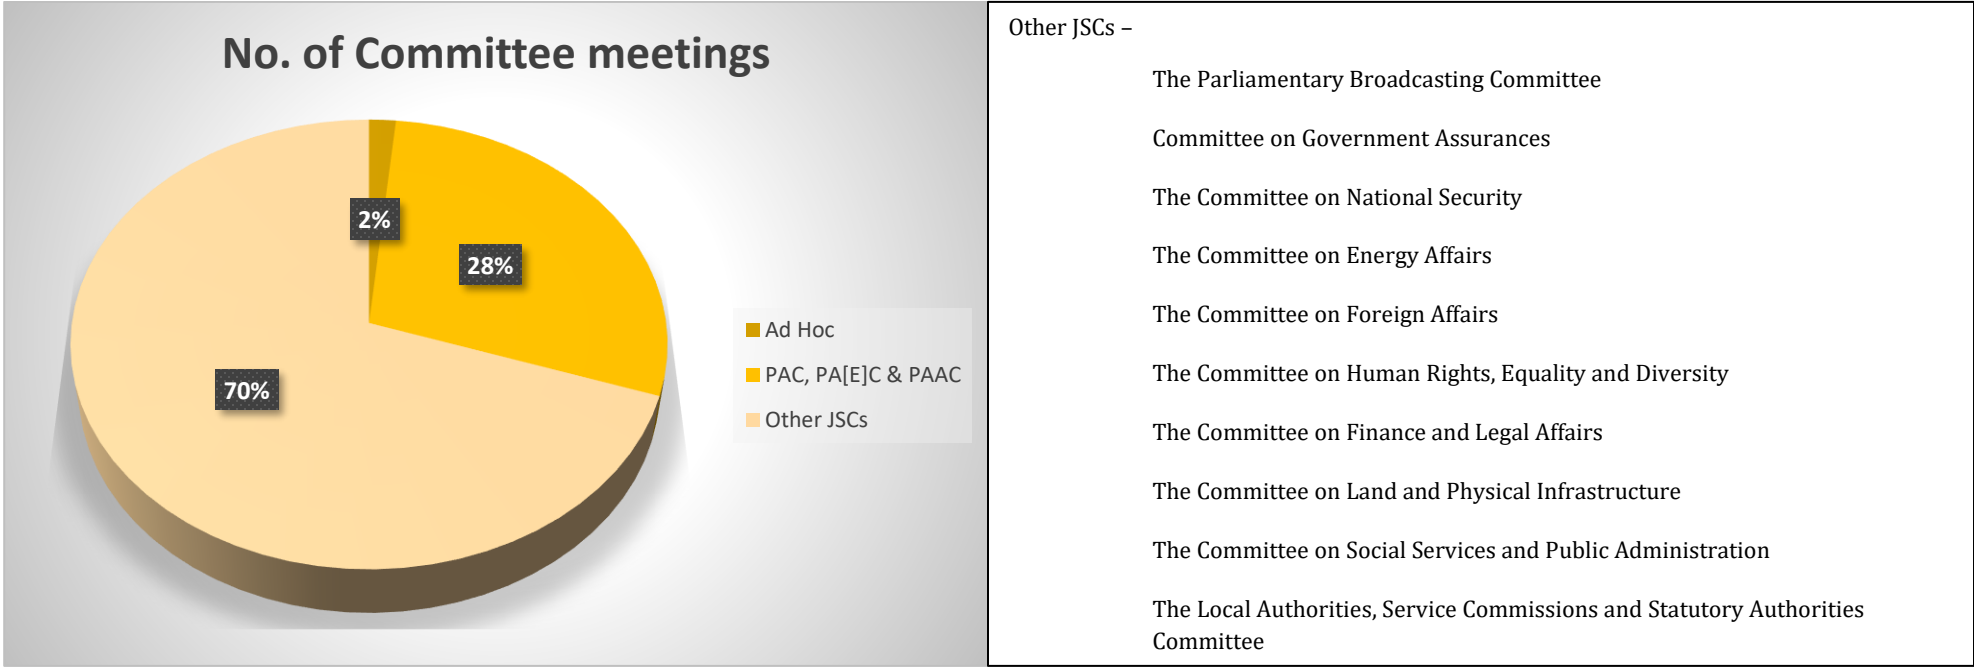 No. of Committee meetings
2%
28%
70%
Ad Hoc
PAC, PA[E]C & PAAC
Other JSCs
Other JSCs –
The Parliamentary Broadcasting Committee
Committee on Government Assurances
The Committee on National Security
The Committee on Energy Affairs
The Committee on Foreign Affairs
The Committee on Human Rights, Equality and Diversity
The Committee on Finance and Legal Affairs
The Committee on Land and Physical Infrastructure
The Committee on Social Services and Public Administration
The Local Authorities, Service Commissions and Statutory Authorities
Committee